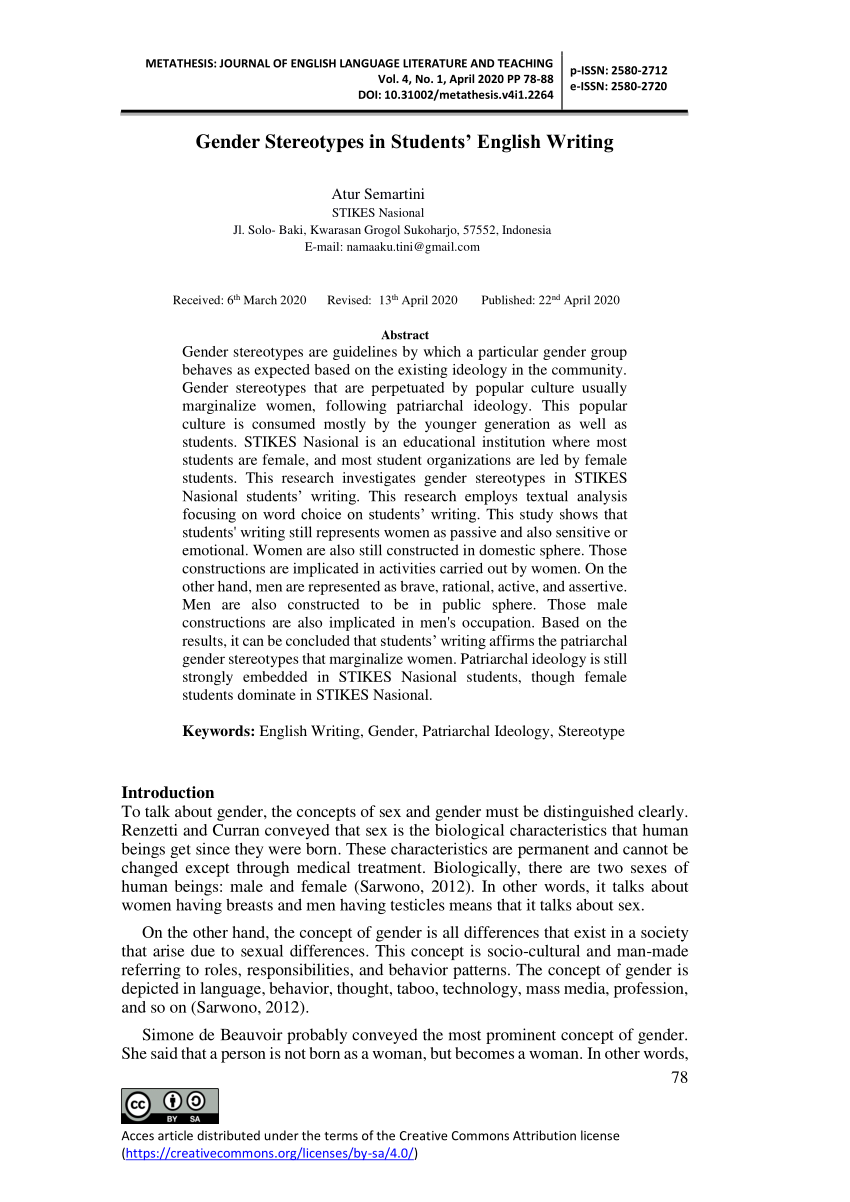 METATHESIS: JOURNAL OF ENGLISH LANGUAGE LITERATURE AND TEACHING
Vol. 4, No. 1, April 2020 PP 78-88
DOI: 10.31002/metathesis.v4i1.2264
p-ISSN: 2580-2712
e-ISSN: 2580-2720
Gender Stereotypes in Students’ English Writing
Atur Semartini
STIKES Nasional
Jl. Solo- Baki, Kwarasan Grogol Sukoharjo, 57552, Indonesia
E-mail: namaaku.tini@gmail.com
Received: 6th March 2020 Revised: 13th April 2020 Published: 22nd April 2020
Abstract
Gender stereotypes are guidelines by which a particular gender group
behaves as expected based on the existing ideology in the community.
Gender stereotypes that are perpetuated by popular culture usually
marginalize women, following patriarchal ideology. This popular
culture is consumed mostly by the younger generation as well as
students. STIKES Nasional is an educational institution where most
students are female, and most student organizations are led by female
students. This research investigates gender stereotypes in STIKES
Nasional students’ writing. This research employs textual analysis
focusing on word choice on students’ writing. This study shows that
students' writing still represents women as passive and also sensitive or
emotional. Women are also still constructed in domestic sphere. Those
constructions are implicated in activities carried out by women. On the
other hand, men are represented as brave, rational, active, and assertive.
Men are also constructed to be in public sphere. Those male
constructions are also implicated in men's occupation. Based on the
results, it can be concluded that students’ writing affirms the patriarchal
gender stereotypes that marginalize women. Patriarchal ideology is still
strongly embedded in STIKES Nasional students, though female
students dominate in STIKES Nasional.
Keywords: English Writing, Gender, Patriarchal Ideology, Stereotype
Introduction
To talk about gender, the concepts of sex and gender must be distinguished clearly.
Renzetti and Curran conveyed that sex is the biological characteristics that human
beings get since they were born. These characteristics are permanent and cannot be
changed except through medical treatment. Biologically, there are two sexes of
human beings: male and female (Sarwono, 2012). In other words, it talks about
women having breasts and men having testicles means that it talks about sex.
On the other hand, the concept of gender is all differences that exist in a society
that arise due to sexual differences. This concept is socio-cultural and man-made
referring to roles, responsibilities, and behavior patterns. The concept of gender is
depicted in language, behavior, thought, taboo, technology, mass media, profession,
and so on (Sarwono, 2012).
Simone de Beauvoir probably conveyed the most prominent concept of gender.
She said that a person is not born as a woman, but becomes a woman. In other words,
78
cc BY SA
Acces article distributed under the terms of the Creative Commons Attribution license
(https://creativecommons.org/licenses/by-sa/4.0/)